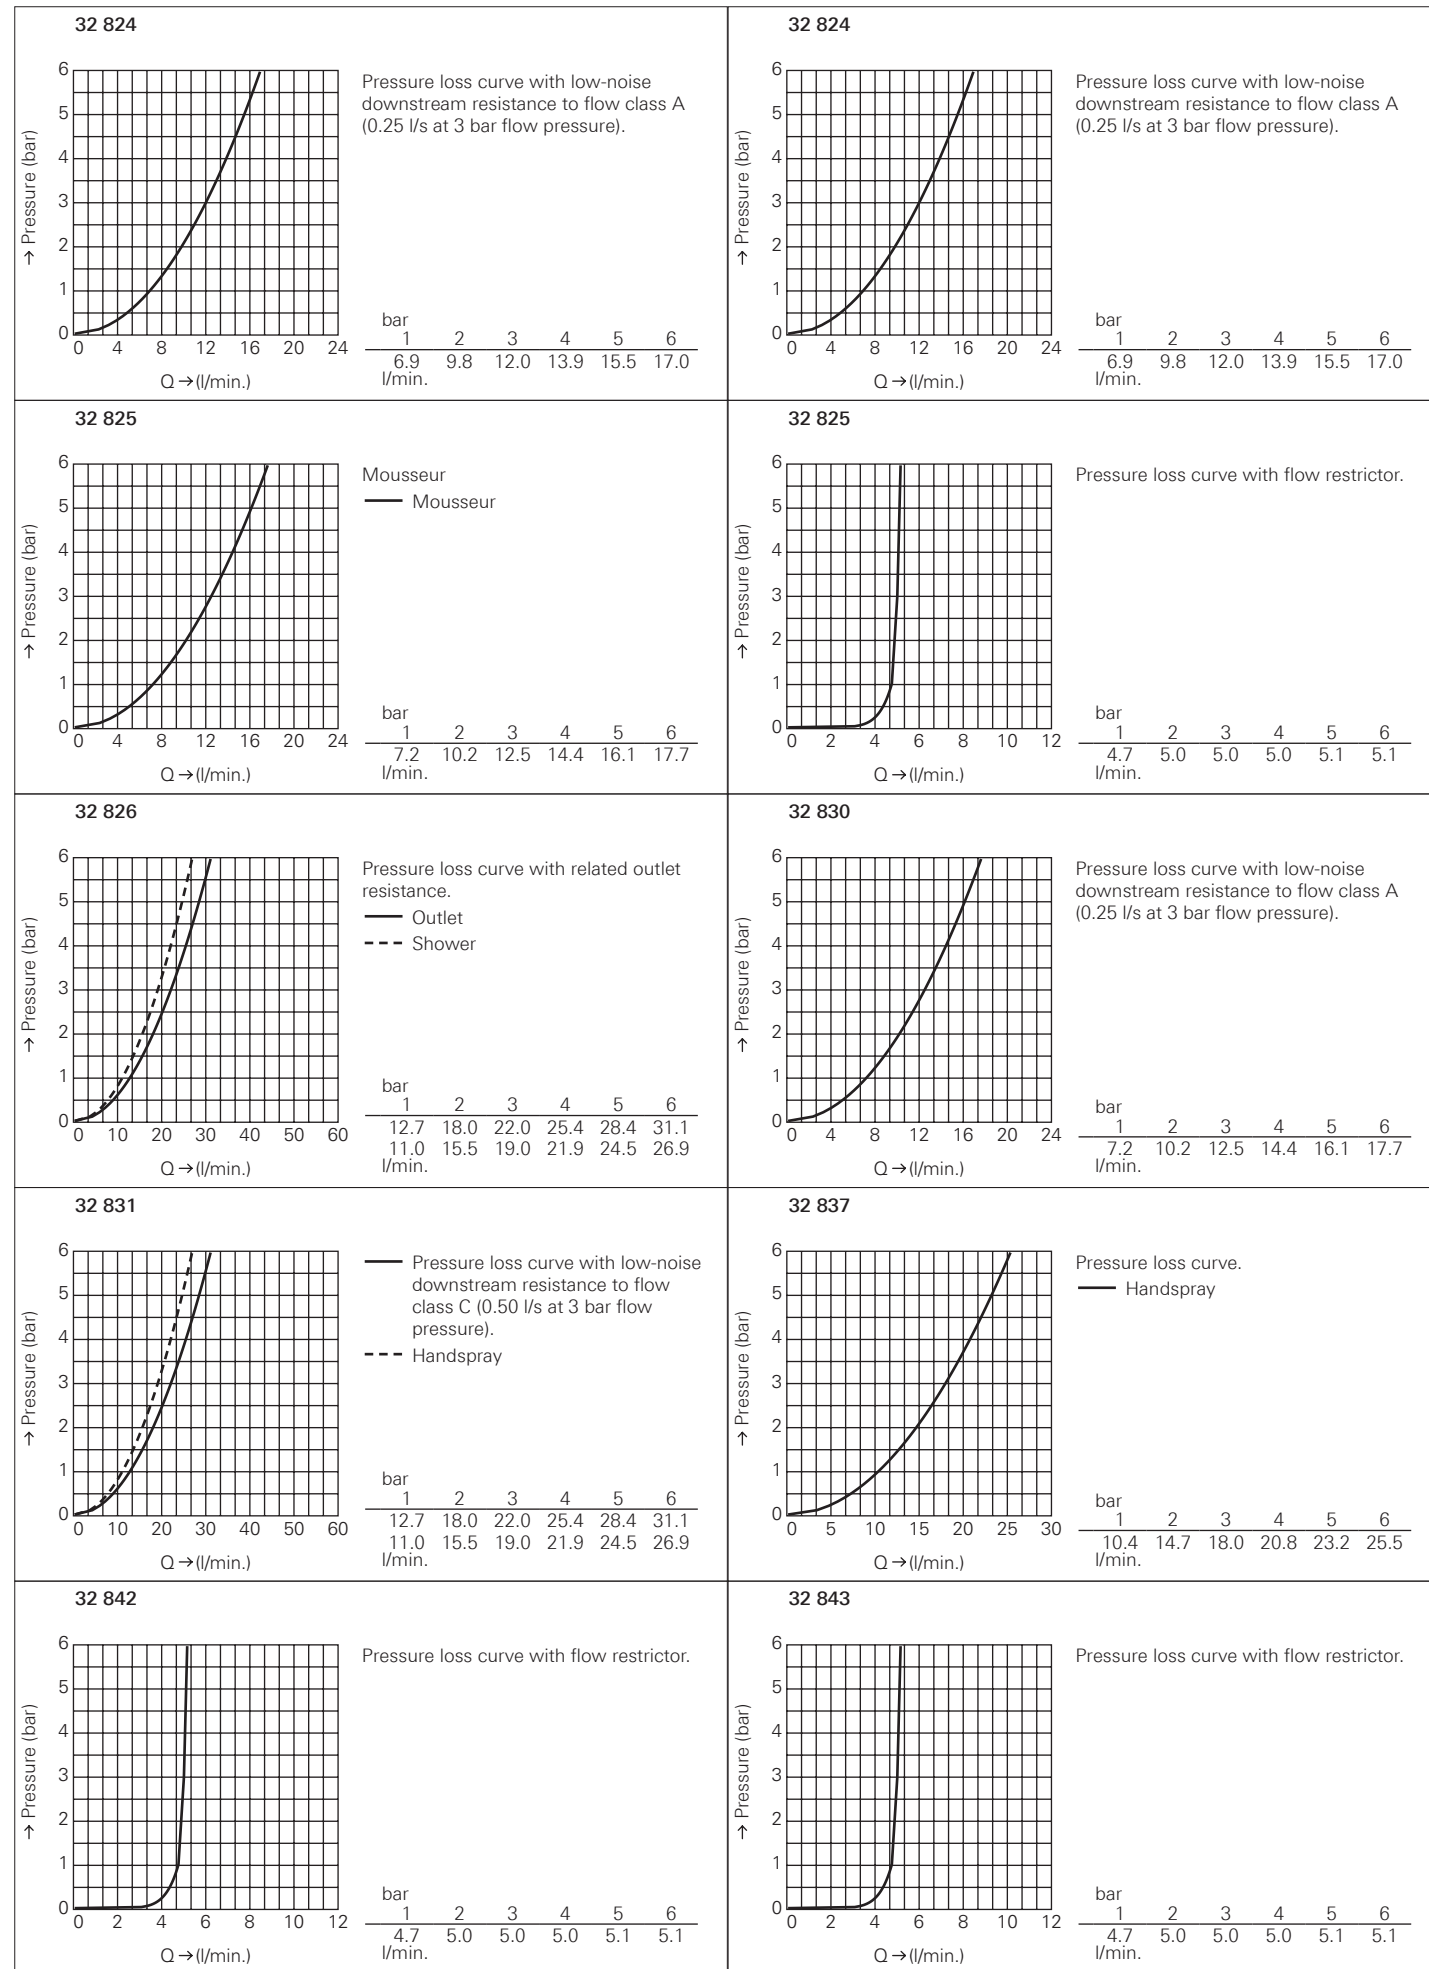 32 824
6
5
4
3
2
1
0
→ Pressure (bar)
0 4 8 12 16 20 24
Q → (l/min.)
Pressure loss curve with low-noise
downstream resistance to flow class A
(0.25 l/s at 3 bar flow pressure).
bar
1 2 3 4 5 6
6.9 9.8 12.0 13.9 15.5 17.0
l/min.
32 824
6
5
4
3
2
1
0
→ Pressure (bar)
0 4 8 12 16 20 24
Q → (l/min.)
Pressure loss curve with low-noise
downstream resistance to flow class A
(0.25 l/s at 3 bar flow pressure).
bar
1 2 3 4 5 6
6.9 9.8 12.0 13.9 15.5 17.0
l/min.
32 825
6
5
4
3
2
1
0
→ Pressure (bar)
0 4 8 12 16 20 24
Q → (l/min.)
Mousseur
Mousseur
bar
1 2 3 4 5 6
7.2 10.2 12.5 14.4 16.1 17.7
l/min.
32 825
6
5
4
3
2
1
0
→ Pressure (bar)
0 2 4 6 8 10 12
Q → (l/min.)
Pressure loss curve with flow restrictor.
bar
1 2 3 4 5 6
4.7 5.0 5.0 5.0 5.1 5.1
l/min.
32 826
6
5
4
3
2
1
0
→ Pressure (bar)
0 10 20 30 40 50 60
Q → (l/min.)
Pressure loss curve with related outlet
resistance.
Outlet
Shower
bar
1 2 3 4 5 6
12.7 18.0 22.0 25.4 28.4 31.1
11.0 15.5 19.0 21.9 24.5 26.9
l/min.
32 830
6
5
4
3
2
1
0
→ Pressure (bar)
0 4 8 12 16 20 24
Q → (l/min.)
Pressure loss curve with low-noise
downstream resistance to flow class A
(0.25 l/s at 3 bar flow pressure).
bar
1 2 3 4 5 6
7.2 10.2 12.5 14.4 16.1 17.7
l/min.
32 831
6
5
4
3
2
1
0
→ Pressure (bar)
0 10 20 30 40 50 60
Q → (l/min.)
Pressure loss curve with low-noise
downstream resistance to flow
class C (0.50 l/s at 3 bar flow
pressure).
Handspray
bar
1 2 3 4 5 6
12.7 18.0 22.0 25.4 28.4 31.1
11.0 15.5 19.0 21.9 24.5 26.9
l/min.
32 837
6
5
4
3
2
1
0
→ Pressure (bar)
0 5 10 15 20 25 30
Q → (l/min.)
Pressure loss curve.
Handspray
bar
1 2 3 4 5 6
10.4 14.7 18.0 20.8 23.2 25.5
l/min.
32 842
6
5
4
3
2
1
0
→ Pressure (bar)
0 2 4 6 8 10 12
Q → (l/min.)
Pressure loss curve with flow restrictor.
bar
1 2 3 4 5 6
4.7 5.0 5.0 5.0 5.1 5.1
l/min.
32 843
6
5
4
3
2
1
0
→ Pressure (bar)
0 2 4 6 8 10 12
Q → (l/min.)
Pressure loss curve with flow restrictor.
bar
1 2 3 4 5 6
4.7 5.0 5.0 5.0 5.1 5.1
l/min.